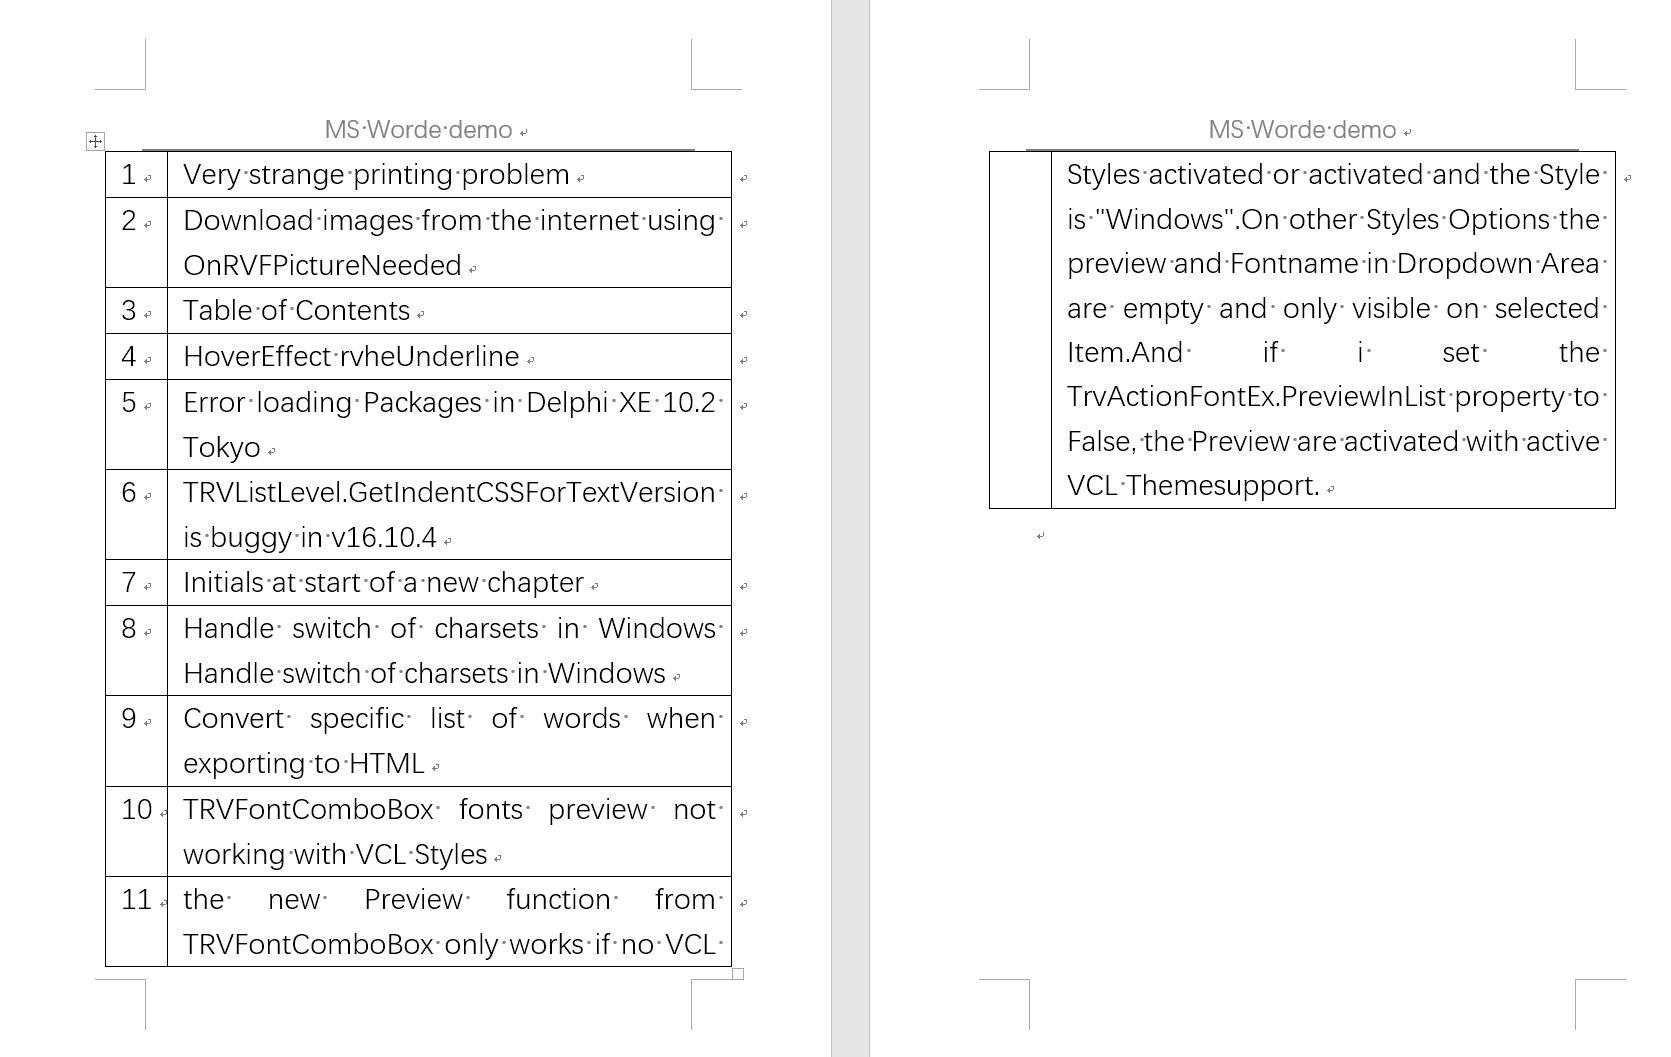 MS Worde demo
1 Very strange printing problem
2 Download images from the internet using
OnRVFPictureNeeded
3 Table of Contents
4 HoverEffect rvheUnderline
5 Error loading Packages in Delphi XE 10.2
Tokyo
6 TRVListLevel.GetIndentCSSForTextVersion
is buggy in v16.10.4
7 Initials at start of a new chapter
8 Handle switch of charsets in Windows
Handle switch of charsets in Windows
9 Convert specific list of words when
exporting to HTML
10 TRVFontComboBox fonts preview not
working with VCL Styles
11 the new Preview function from
TRVFontComboBox only works if no VCL
MS Worde demo
Styles activated or activated and the Style
is "Windows".On other Styles Options the
preview and Fontname in Dropdown Area
are empty and only visible on selected
Item.And if i set the
TrvActionFontEx.PreviewInList property to
False, the Preview are activated with active
VCL Themesupport.